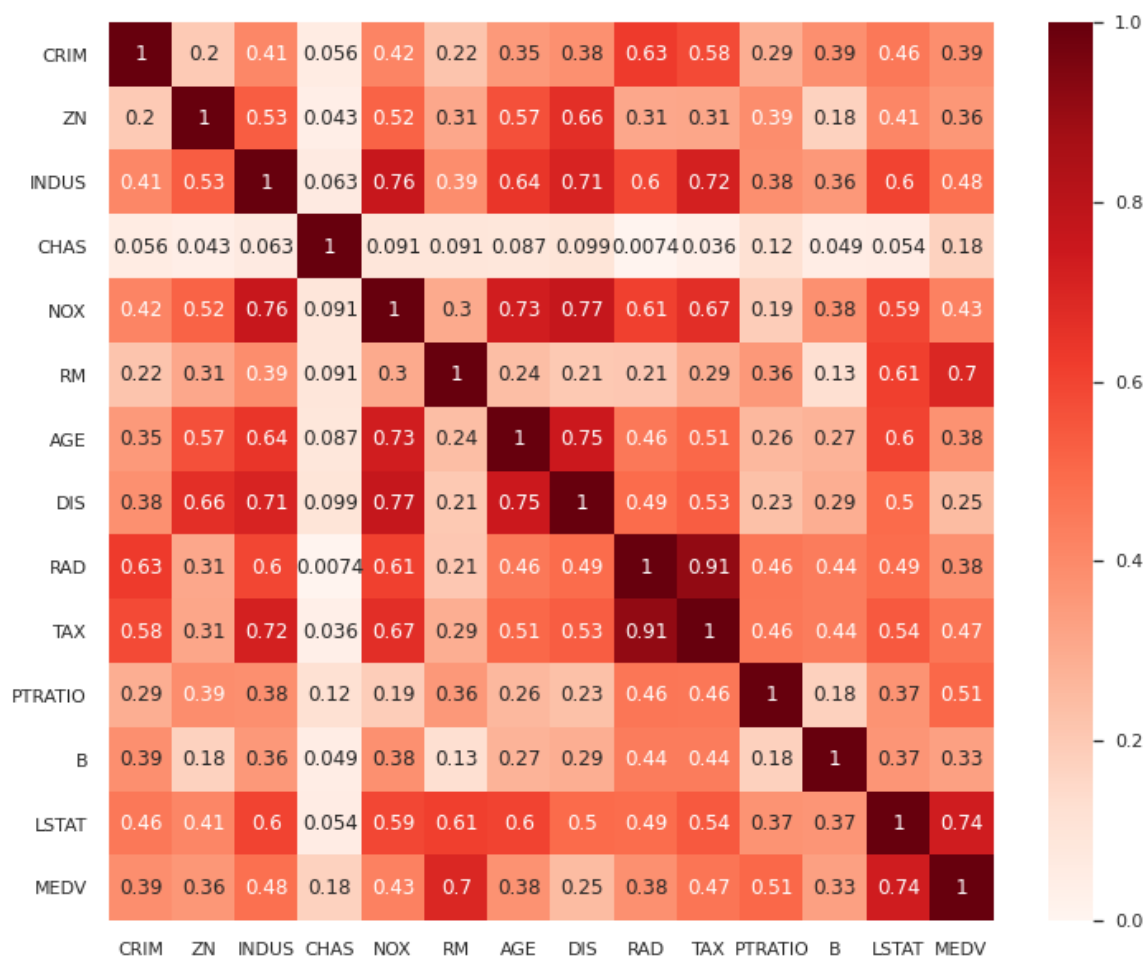 1.0
CRIM 1 0.2 0.41 0.056 0.42 0.22 0.35 0.38 0.63 0.58 0.29 0.39 0.46 0.39
ZN 0.2 1 0.53 0.043 0.52 0.31 0.57 0.66 0.31 0.31 0.39 0.18 0.41 0.36
INDUS 0.41 0.53 1 0.063 0.76 0.39 0.64 0.71 0.6 0.72 0.38 0.36 0.6 0.48
0.8
CHAS 0.056 0.043 0.063 1 0.091 0.091 0.087 0.099 0.0074 0.036 0.12 0.049 0.054 0.18
NOX 0.42 0.52 0.76 0.091 1 0.3 0.73 0.77 0.61 0.67 0.19 0.38 0.59 0.43
RM 0.22 0.31 0.39 0.091 0.3 1 0.24 0.21 0.21 0.29 0.36 0.13 0.61 0.7
0.6
AGE 0.35 0.57 0.64 0.087 0.73 0.24 1 0.75 0.46 0.51 0.26 0.27 0.6 0.38
DIS 0.38 0.66 0.71 0.099 0.77 0.21 0.75 1 0.49 0.53 0.23 0.29 0.5 0.25
RAD 0.63 0.31 0.6 0.0074 0.61 0.21 0.46 0.49 1 0.91 0.46 0.44 0.49 0.38
0.4
TAX 0.58 0.31 0.72 0.036 0.67 0.29 0.51 0.53 0.91 1 0.46 0.44 0.54 0.47
PTRATIO 0.29 0.39 0.38 0.12 0.19 0.36 0.26 0.23 0.46 0.46 1 0.18 0.37 0.51
0.2
B 0.39 0.18 0.36 0.049 0.38 0.13 0.27 0.29 0.44 0.44 0.18 1 0.37 0.33
LSTAT 0.46 0.41 0.6 0.054 0.59 0.61 0.6 0.5 0.49 0.54 0.37 0.37 1 0.74
MEDV 0.39 0.36 0.48 0.18 0.43 0.7 0.38 0.25 0.38 0.47 0.51 0.33 0.74 1
0.0
CRIM ZN INDUS CHAS NOX RM AGE DIS RAD TAX PTRATIO B LSTAT MEDV